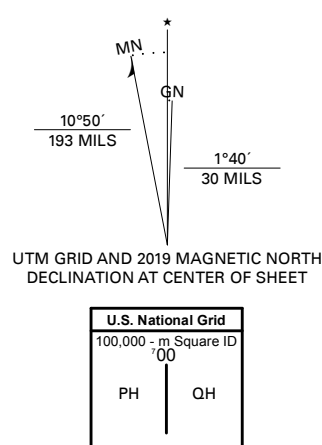 ★
MN
GN
10°50´
193 MILS
1°40´
30 MILS
UTM GRID AND 2019 MAGNETIC NORTH
DECLINATION AT CENTER OF SHEET
U.S. National Grid
100,000 - m Square ID
⁷00
PH QH